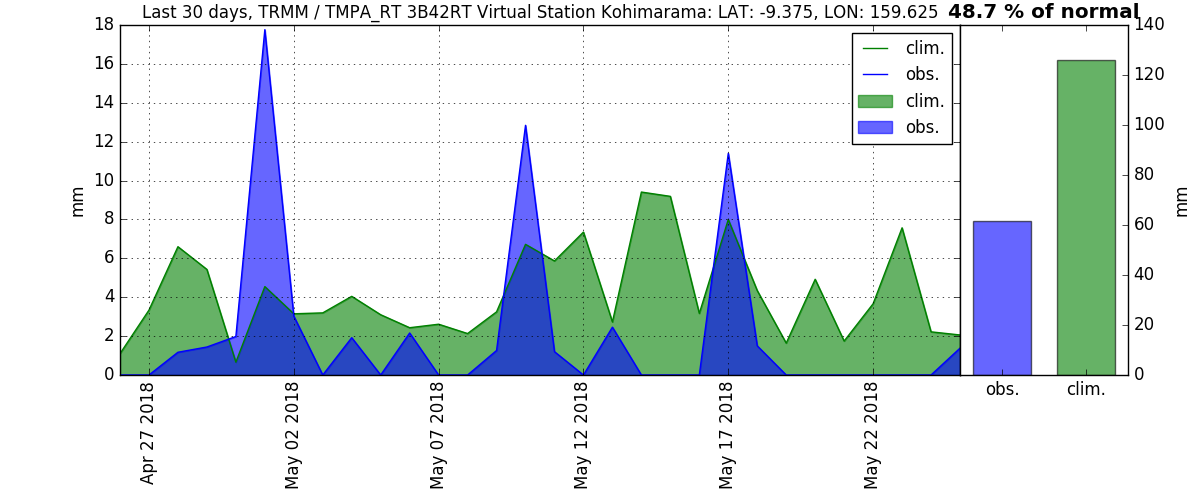 Last 30 days, TRMM / TMPA_RT 3B42RT Virtual Station Kohimarama: LAT: -9.375, LON: 159.625
48.7 % of normal
18
16
14
12
10
8
6
4
2
0
mm
clim.
obs.
clim.
obs.
Apr 27 2018
May 02 2018
May 07 2018
May 12 2018
May 17 2018
May 22 2018
140
120
100
80
60
40
20
0
mm
obs.
clim.